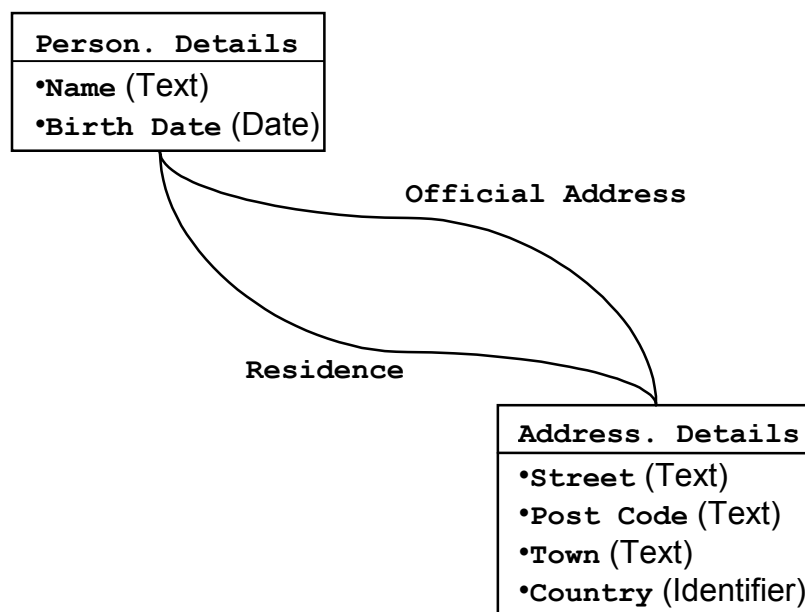 Person. Details
•Name (Text)
•Birth Date (Date)
Official Address
Residence
Address. Details
•Street (Text)
•Post Code (Text)
•Town (Text)
•Country (Identifier)